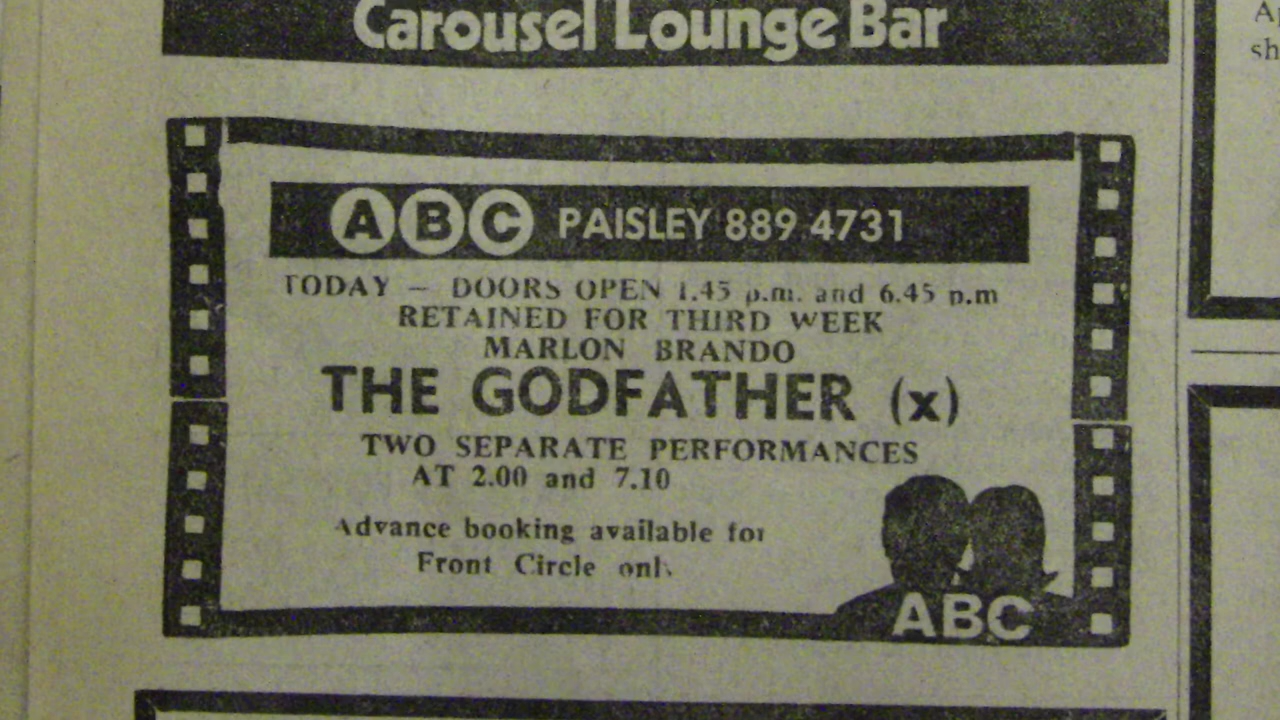 Carousel Lounge Bar
ABC PAISLEY 889 4731
TODAY — DOORS OPEN 1.45 p.m. and 6.45 p.m
RETAINED FOR THIRD WEEK
MARLON BRANDO
THE GODFATHER (x)
TWO SEPARATE PERFORMANCES
AT 2.00 and 7.10
Advance booking available for
Front Circle only
ABC